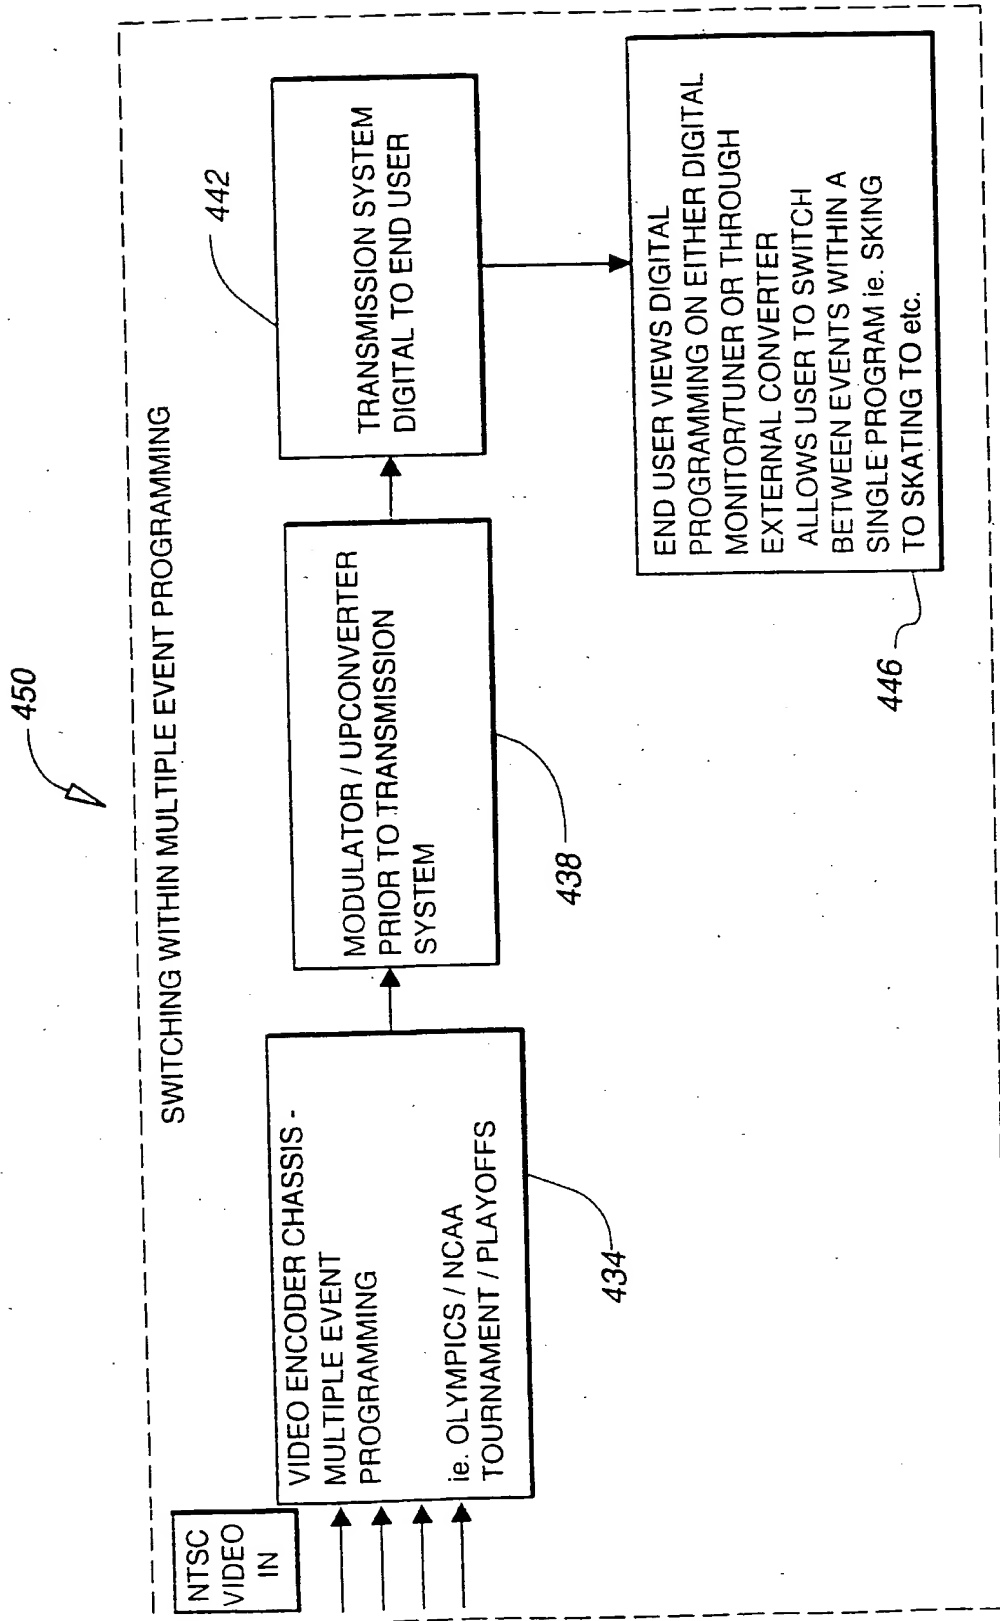 450
SWITCHING WITHIN MULTIPLE EVENT PROGRAMMING
NTSC
VIDEO
IN
VIDEO ENCODER CHASSIS -
MULTIPLE EVENT
PROGRAMMING
ie. OLYMPICS / NCAA
TOURNAMENT / PLAYOFFS
434
MODULATOR / UPCONVERTER
PRIOR TO TRANSMISSION
SYSTEM
438
TRANSMISSION SYSTEM
DIGITAL TO END USER
442
END USER VIEWS DIGITAL
PROGRAMMING ON EITHER DIGITAL
MONITOR/TUNER OR THROUGH
EXTERNAL CONVERTER
ALLOWS USER TO SWITCH
BETWEEN EVENTS WITHIN A
SINGLE PROGRAM ie. SKING
TO SKATING TO etc.
446